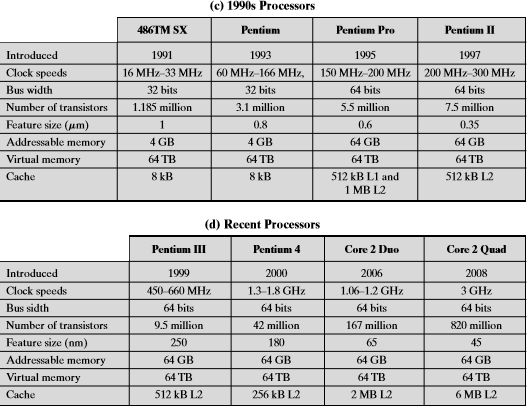 (c) 1990s Processors
486TM SX Pentium Pentium Pro Pentium II
Introduced 1991 1993 1995 1997
Clock speeds 16 MHz–33 MHz 60 MHz–166 MHz, 150 MHz–200 MHz 200 MHz–300 MHz
Bus width 32 bits 32 bits 64 bits 64 bits
Number of transistors 1.185 million 3.1 million 5.5 million 7.5 million
Feature size (μm) 1 0.8 0.6 0.35
Addressable memory 4 GB 4 GB 64 GB 64 GB
Virtual memory 64 TB 64 TB 64 TB 64 TB
Cache 8 kB 8 kB 512 kB L1 and 512 kB L2
1 MB L2
(d) Recent Processors
Pentium III Pentium 4 Core 2 Duo Core 2 Quad
Introduced 1999 2000 2006 2008
Clock speeds 450–660 MHz 1.3–1.8 GHz 1.06–1.2 GHz 3 GHz
Bus sidth 64 bits 64 bits 64 bits 64 bits
Number of transistors 9.5 million 42 million 167 million 820 million
Feature size (nm) 250 180 65 45
Addressable memory 64 GB 64 GB 64 GB 64 GB
Virtual memory 64 TB 64 TB 64 TB 64 TB
Cache 512 kB L2 256 kB L2 2 MB L2 6 MB L2